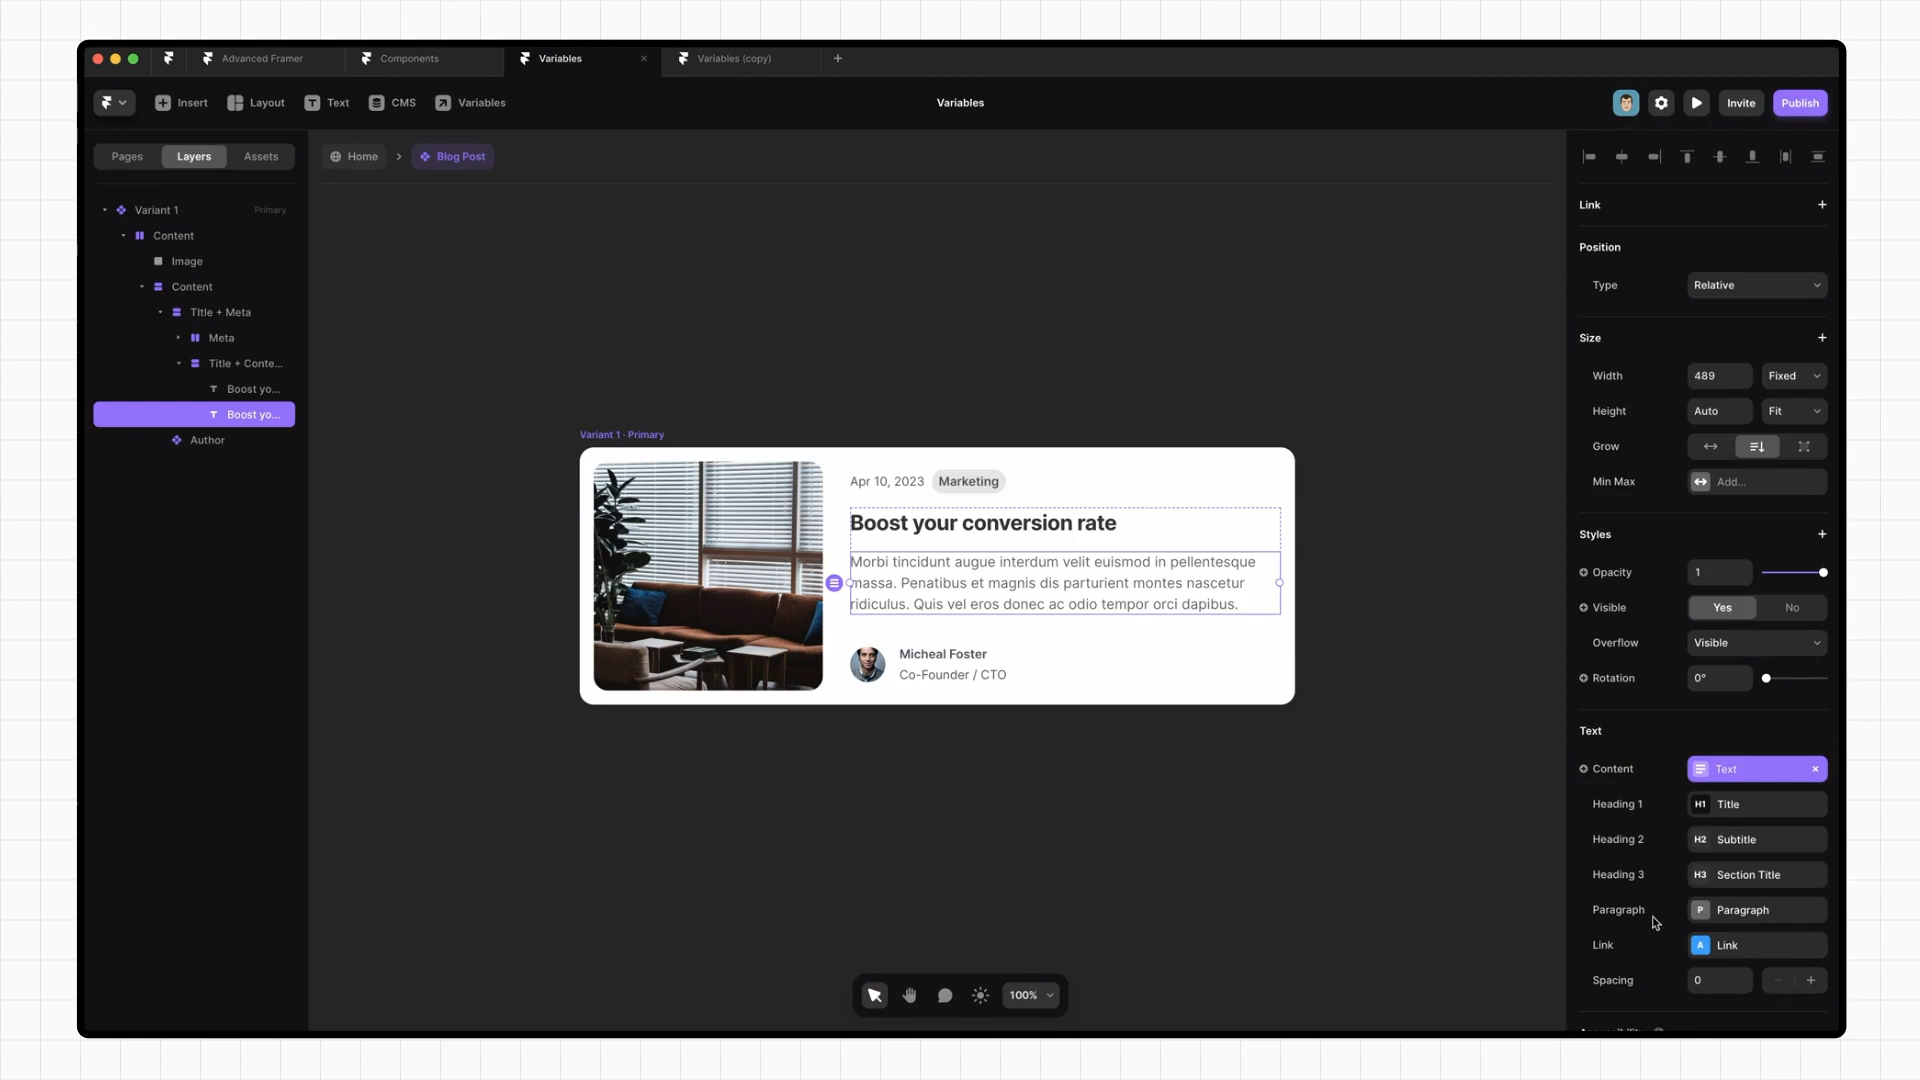 Advanced Framer
Components
Variables
Variables (copy)
Insert
Layout
Text
CMS
Variables
Variables
Invite
Publish
Pages
Layers
Assets
Home
Blog Post
Variant 1
Primary
Content
Image
Content
Title + Meta
Meta
Title + Conte...
Boost yo...
Boost yo...
Author
Variant 1 · Primary
Apr 10, 2023
Marketing
Boost your conversion rate
Morbi tincidunt augue interdum velit euismod in pellentesque
massa. Penatibus et magnis dis parturient montes nascetur
ridiculus. Quis vel eros donec ac odio tempor orci dapibus.
Micheal Foster
Co-Founder / CTO
100%
Link
Position
Type
Relative
Size
Width
489
Fixed
Height
Auto
Fit
Grow
Min Max
Add...
Styles
Opacity
1
Visible
Yes
No
Overflow
Visible
Rotation
0°
Text
Content
Text
Heading 1
H1
Title
Heading 2
H2
Subtitle
Heading 3
H3
Section Title
Paragraph
P
Paragraph
Link
A
Link
Spacing
0